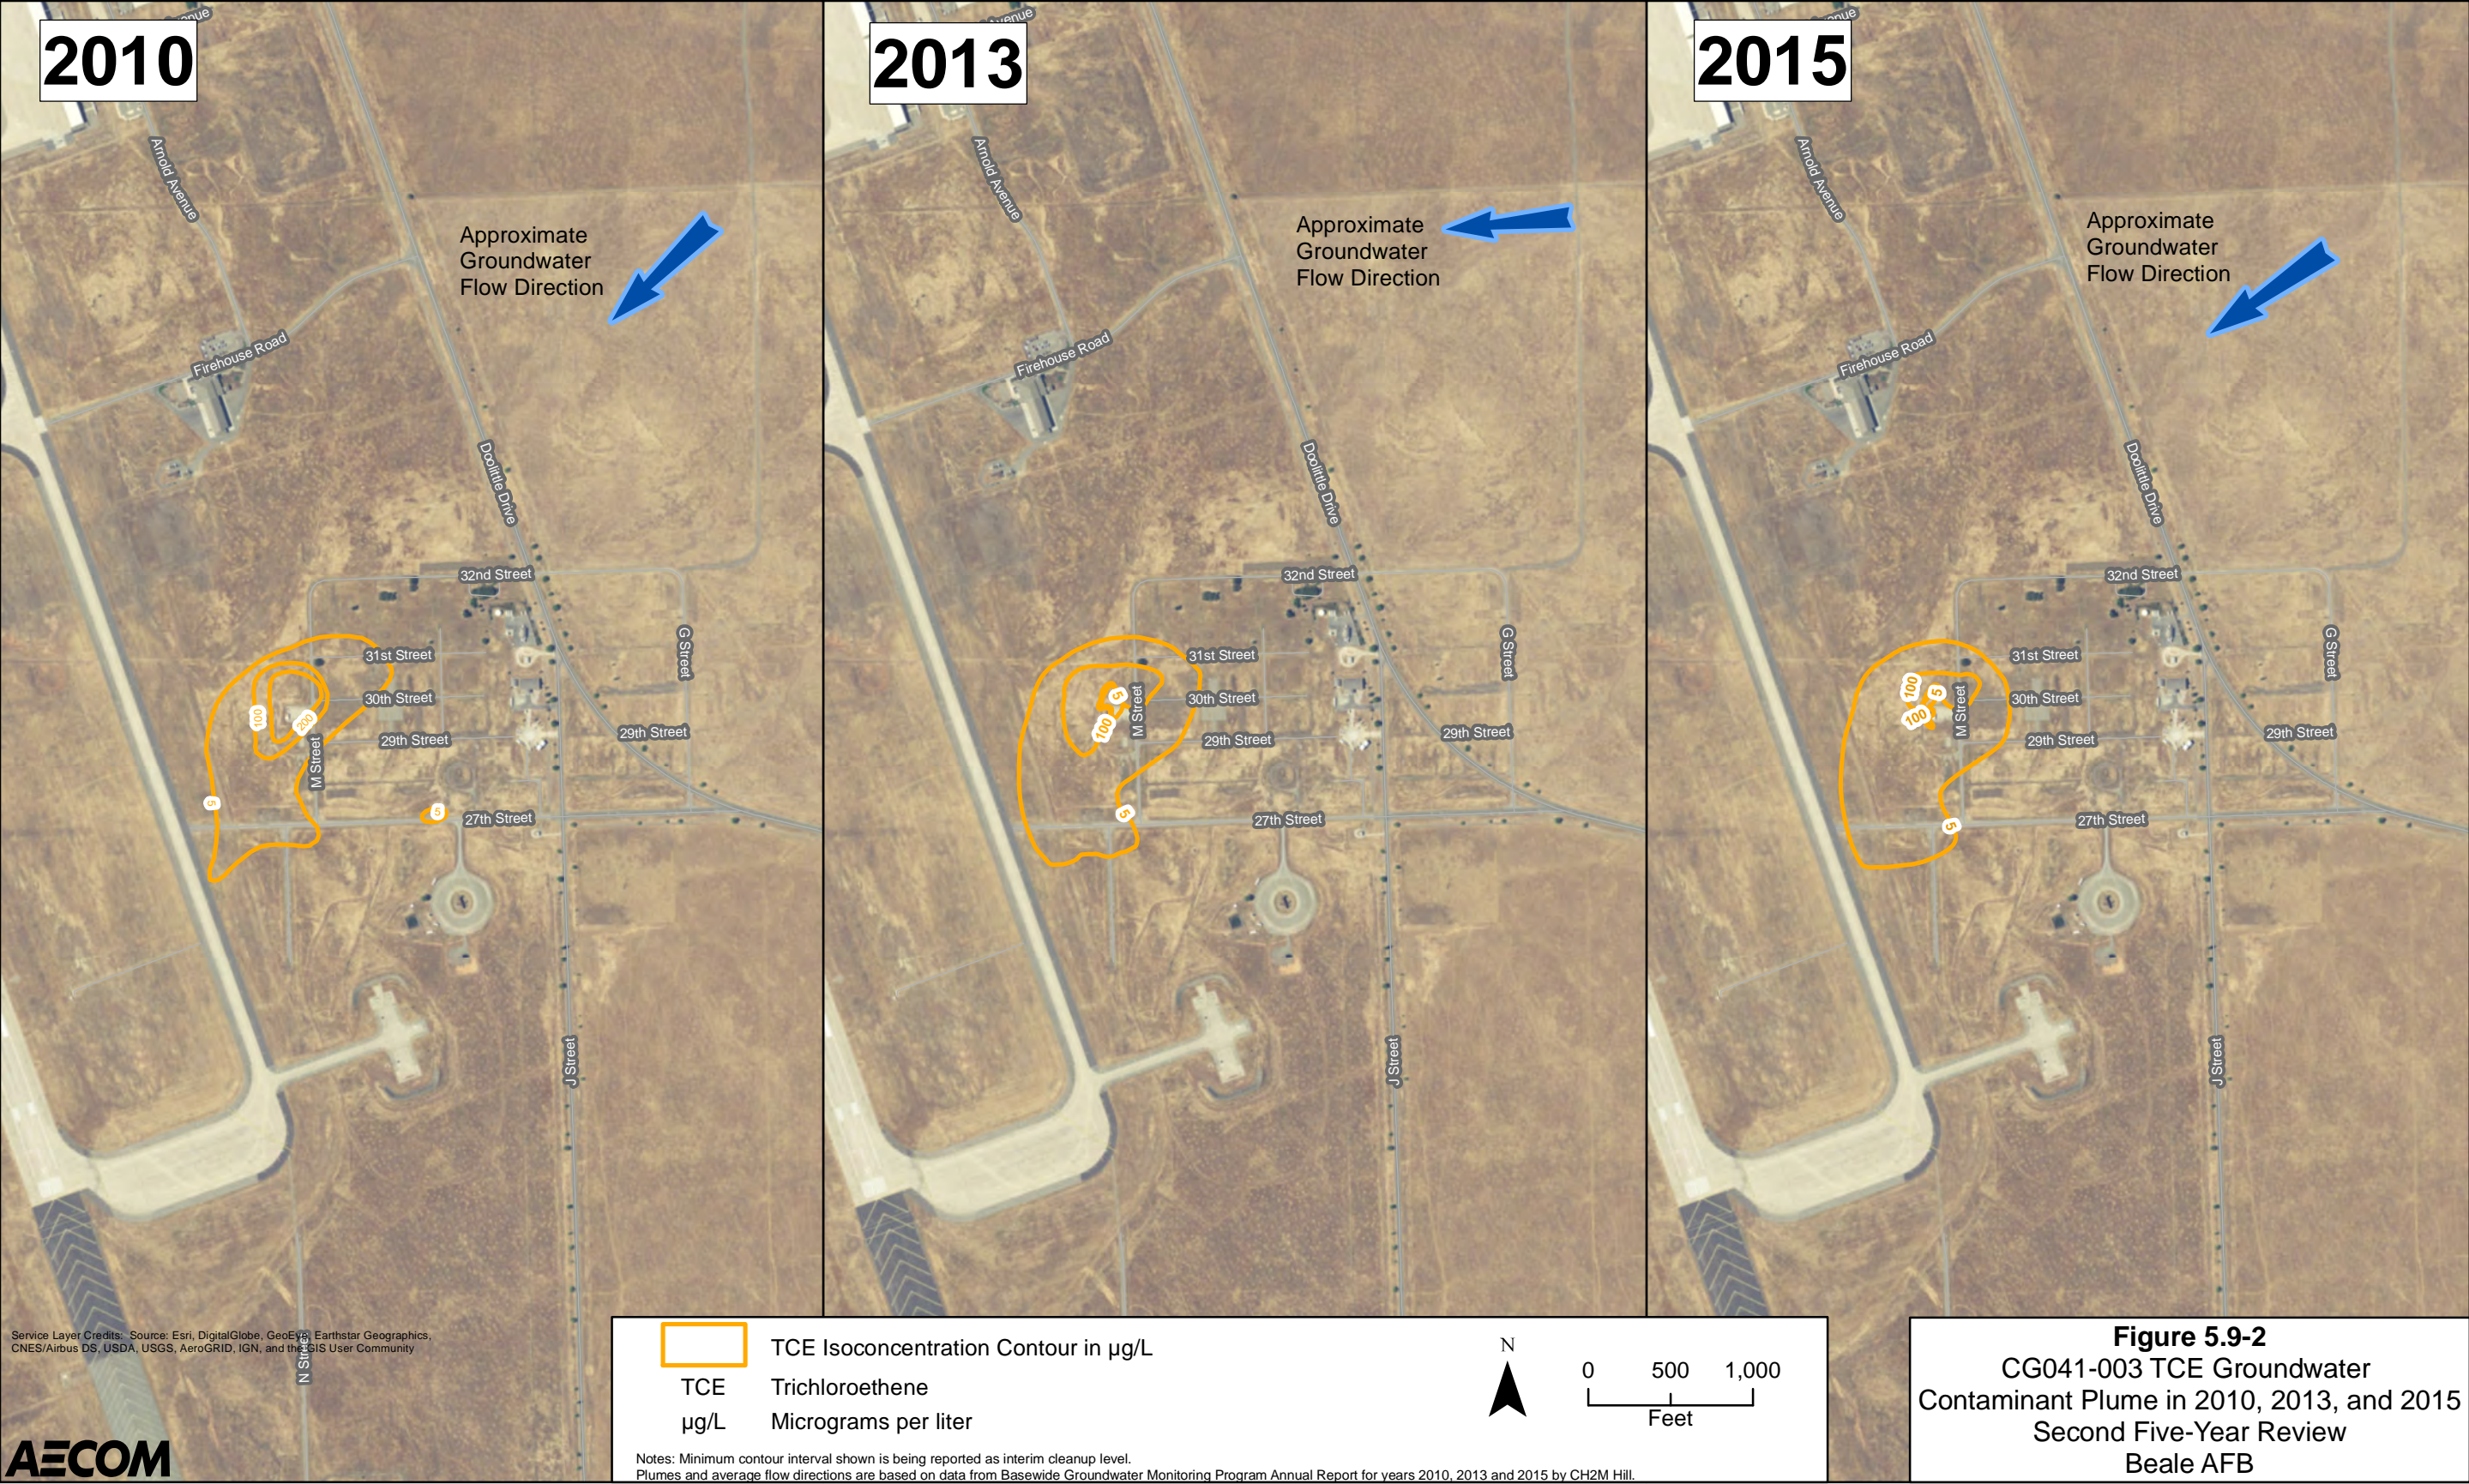 2010
enue
Arnold Avenue
Approximate
Groundwater
Flow Direction
Firehouse Road
Doolittle Drive
32nd Street
G Street
31st Street
30th Street
100
200
29th Street
29th Street
M Street
5
5
27th Street
J Street
N Street
Service Layer Credits: Source: Esri, DigitalGlobe, GeoEye, Earthstar Geographics,
CNES/Airbus DS, USDA, USGS, AeroGRID, IGN, and the GIS User Community
AECOM
2013
Avenue
Arnold Avenue
Approximate
Groundwater
Flow Direction
Firehouse Road
Doolittle Drive
32nd Street
G Street
31st Street
5
M Street
30th Street
100
29th Street
29th Street
5
27th Street
J Street
2015
enue
Arnold Avenue
Approximate
Groundwater
Flow Direction
Firehouse Road
Doolittle Drive
32nd Street
G Street
31st Street
100
5
M Street
30th Street
100
29th Street
29th Street
5
27th Street
J Street
TCE Isoconcentration Contour in µg/L
TCE Trichloroethene
µg/L Micrograms per liter
N
0 500 1,000
Feet
Notes: Minimum contour interval shown is being reported as interim cleanup level.
Plumes and average flow directions are based on data from Basewide Groundwater Monitoring Program Annual Report for years 2010, 2013 and 2015 by CH2M Hill.
Figure 5.9-2
CG041-003 TCE Groundwater
Contaminant Plume in 2010, 2013, and 2015
Second Five-Year Review
Beale AFB